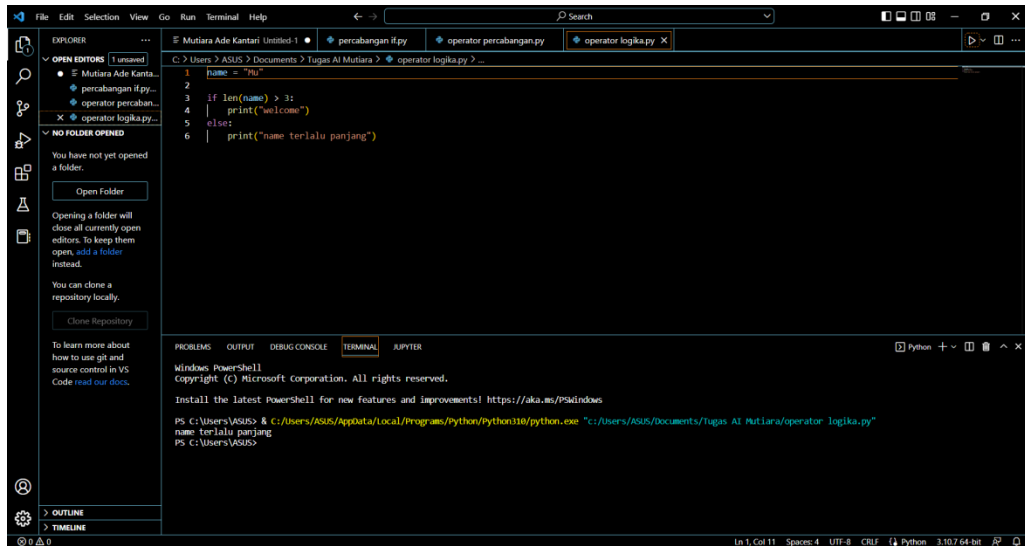 File Edit Selection View Go Run Terminal Help
Search
EXPLORER
Mutiara Ade Kantari Untitled-1
percabangan if.py
operator percabangan.py
operator logika.py
OPEN EDITORS 1 unsaved
Mutiara Ade Kanta...
percabangan if.py...
operator percaban...
operator logika.py...
NO FOLDER OPENED
You have not yet opened
a folder.
Open Folder
Opening a folder will
close all currently open
editors. To keep them
open, add a folder
instead.
You can clone a
repository locally.
Clone Repository
To learn more about
how to use git and
source control in VS
Code read our docs.
OUTLINE
TIMELINE
C: > Users > ASUS > Documents > Tugas AI Mutiara > operator logika.py > ...
1 name = "Mu"
2
3 if len(name) > 3:
4 print("welcome")
5 else:
6 print("name terlalu panjang")
PROBLEMS OUTPUT DEBUG CONSOLE TERMINAL JUPYTER
Python
Windows PowerShell
Copyright (C) Microsoft Corporation. All rights reserved.
Install the latest PowerShell for new features and improvements! https://aka.ms/PSWindows
PS C:\Users\ASUS> & C:/Users/ASUS/AppData/Local/Programs/Python/Python310/python.exe "c:/Users/ASUS/Documents/Tugas AI Mutiara/operator logika.py"
name terlalu panjang
PS C:\Users\ASUS>
0 0
Ln 1, Col 11 Spaces: 4 UTF-8 CRLF Python 3.10.7 64-bit